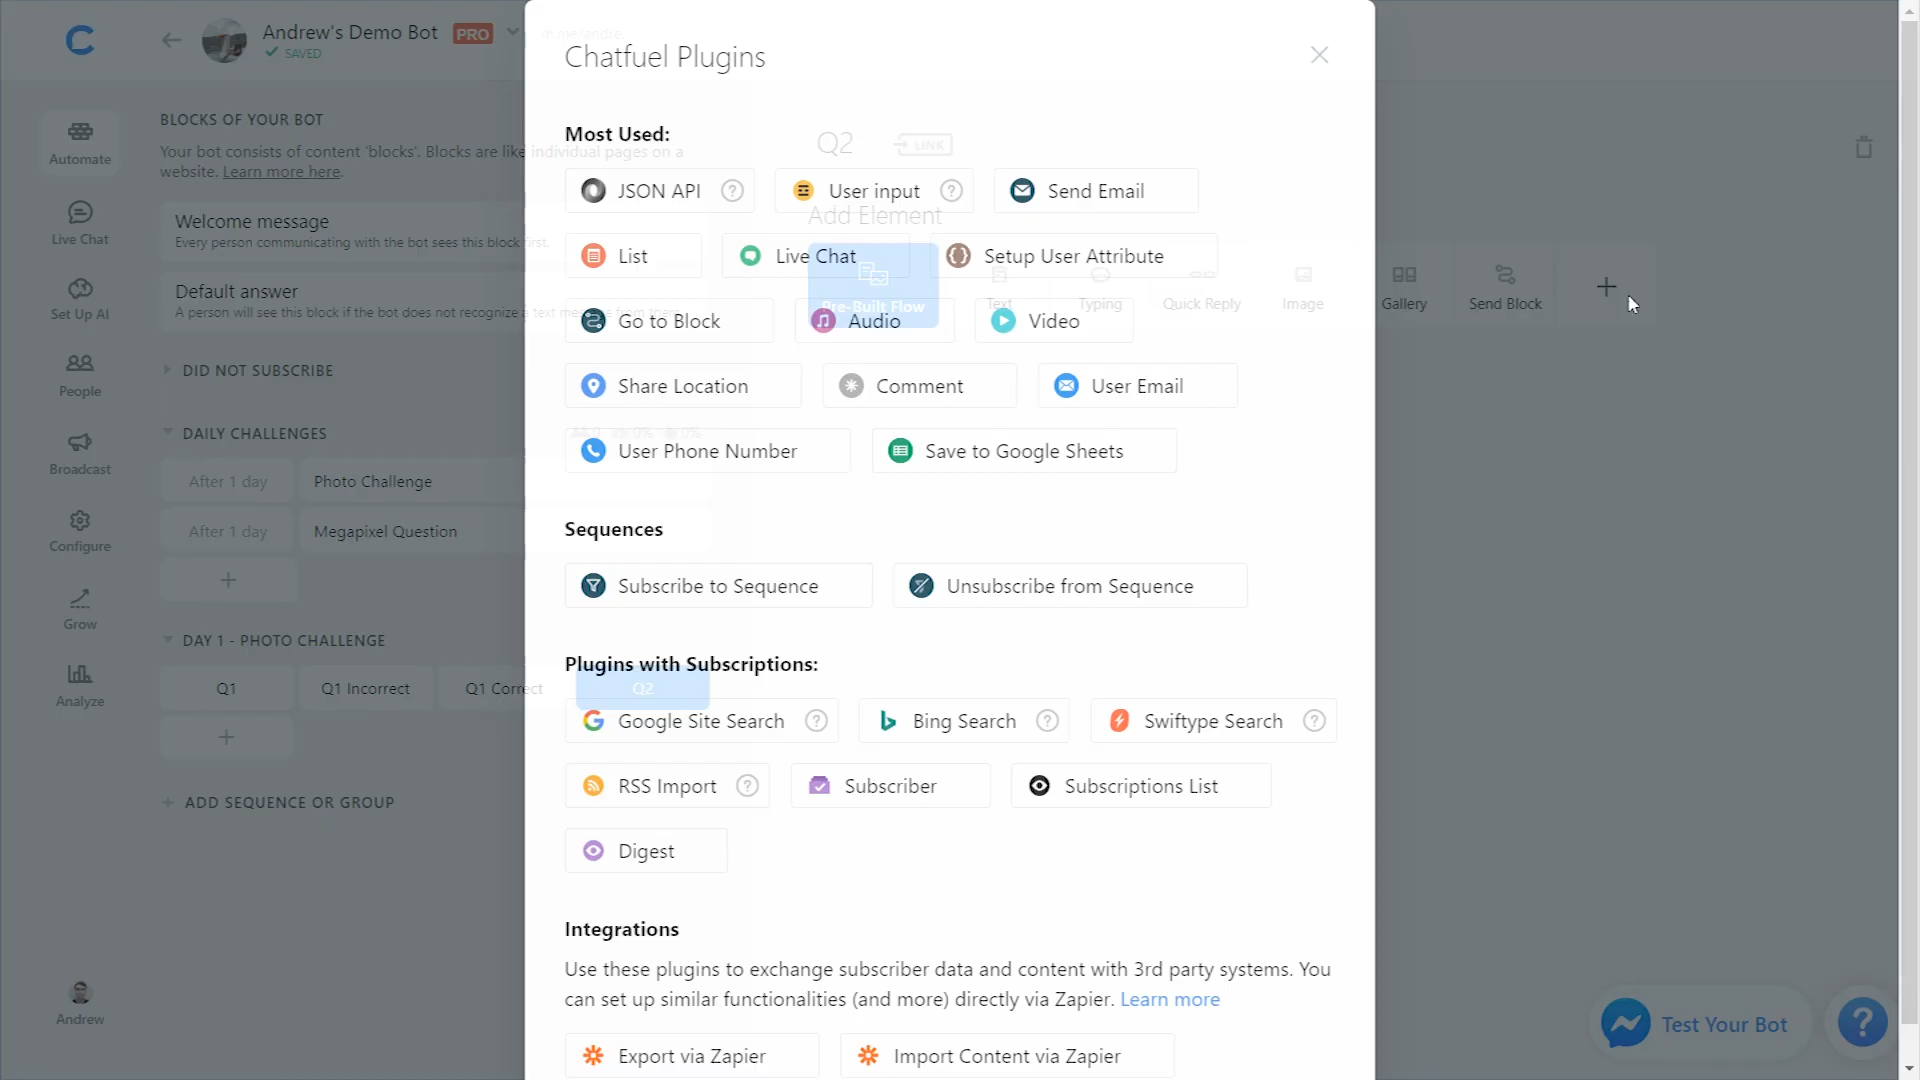 Andrew's Demo Bot PRO
SAVED
Chatfuel Plugins
BLOCKS OF YOUR BOT
Your bot consists of content 'blocks'. Blocks are like individual pages on a
website. Learn more here.
Welcome message
Every person communicating with the bot sees this block first.
Default answer
A person will see this block if the bot does not recognize a text message from them.
DID NOT SUBSCRIBE
DAILY CHALLENGES
After 1 day Photo Challenge
After 1 day Megapixel Question
DAY 1 - PHOTO CHALLENGE
Q1 Q1 Incorrect Q1 Correct Q2
ADD SEQUENCE OR GROUP
Automate
Live Chat
Set Up AI
People
Broadcast
Configure
Grow
Analyze
Andrew
Most Used:
Q2 LINK
JSON API ? User input ? Send Email
Add Element
List Live Chat Setup User Attribute
Pre-Built Flow Text Typing Quick Reply Image Gallery Send Block
Go to Block Audio Video
Share Location Comment User Email
User Phone Number Save to Google Sheets
Sequences
Subscribe to Sequence Unsubscribe from Sequence
Plugins with Subscriptions:
Google Site Search ? Bing Search ? Swiftype Search ?
RSS Import ? Subscriber Subscriptions List
Digest
Integrations
Use these plugins to exchange subscriber data and content with 3rd party systems. You
can set up similar functionalities (and more) directly via Zapier. Learn more
Export via Zapier Import Content via Zapier
Test Your Bot ?